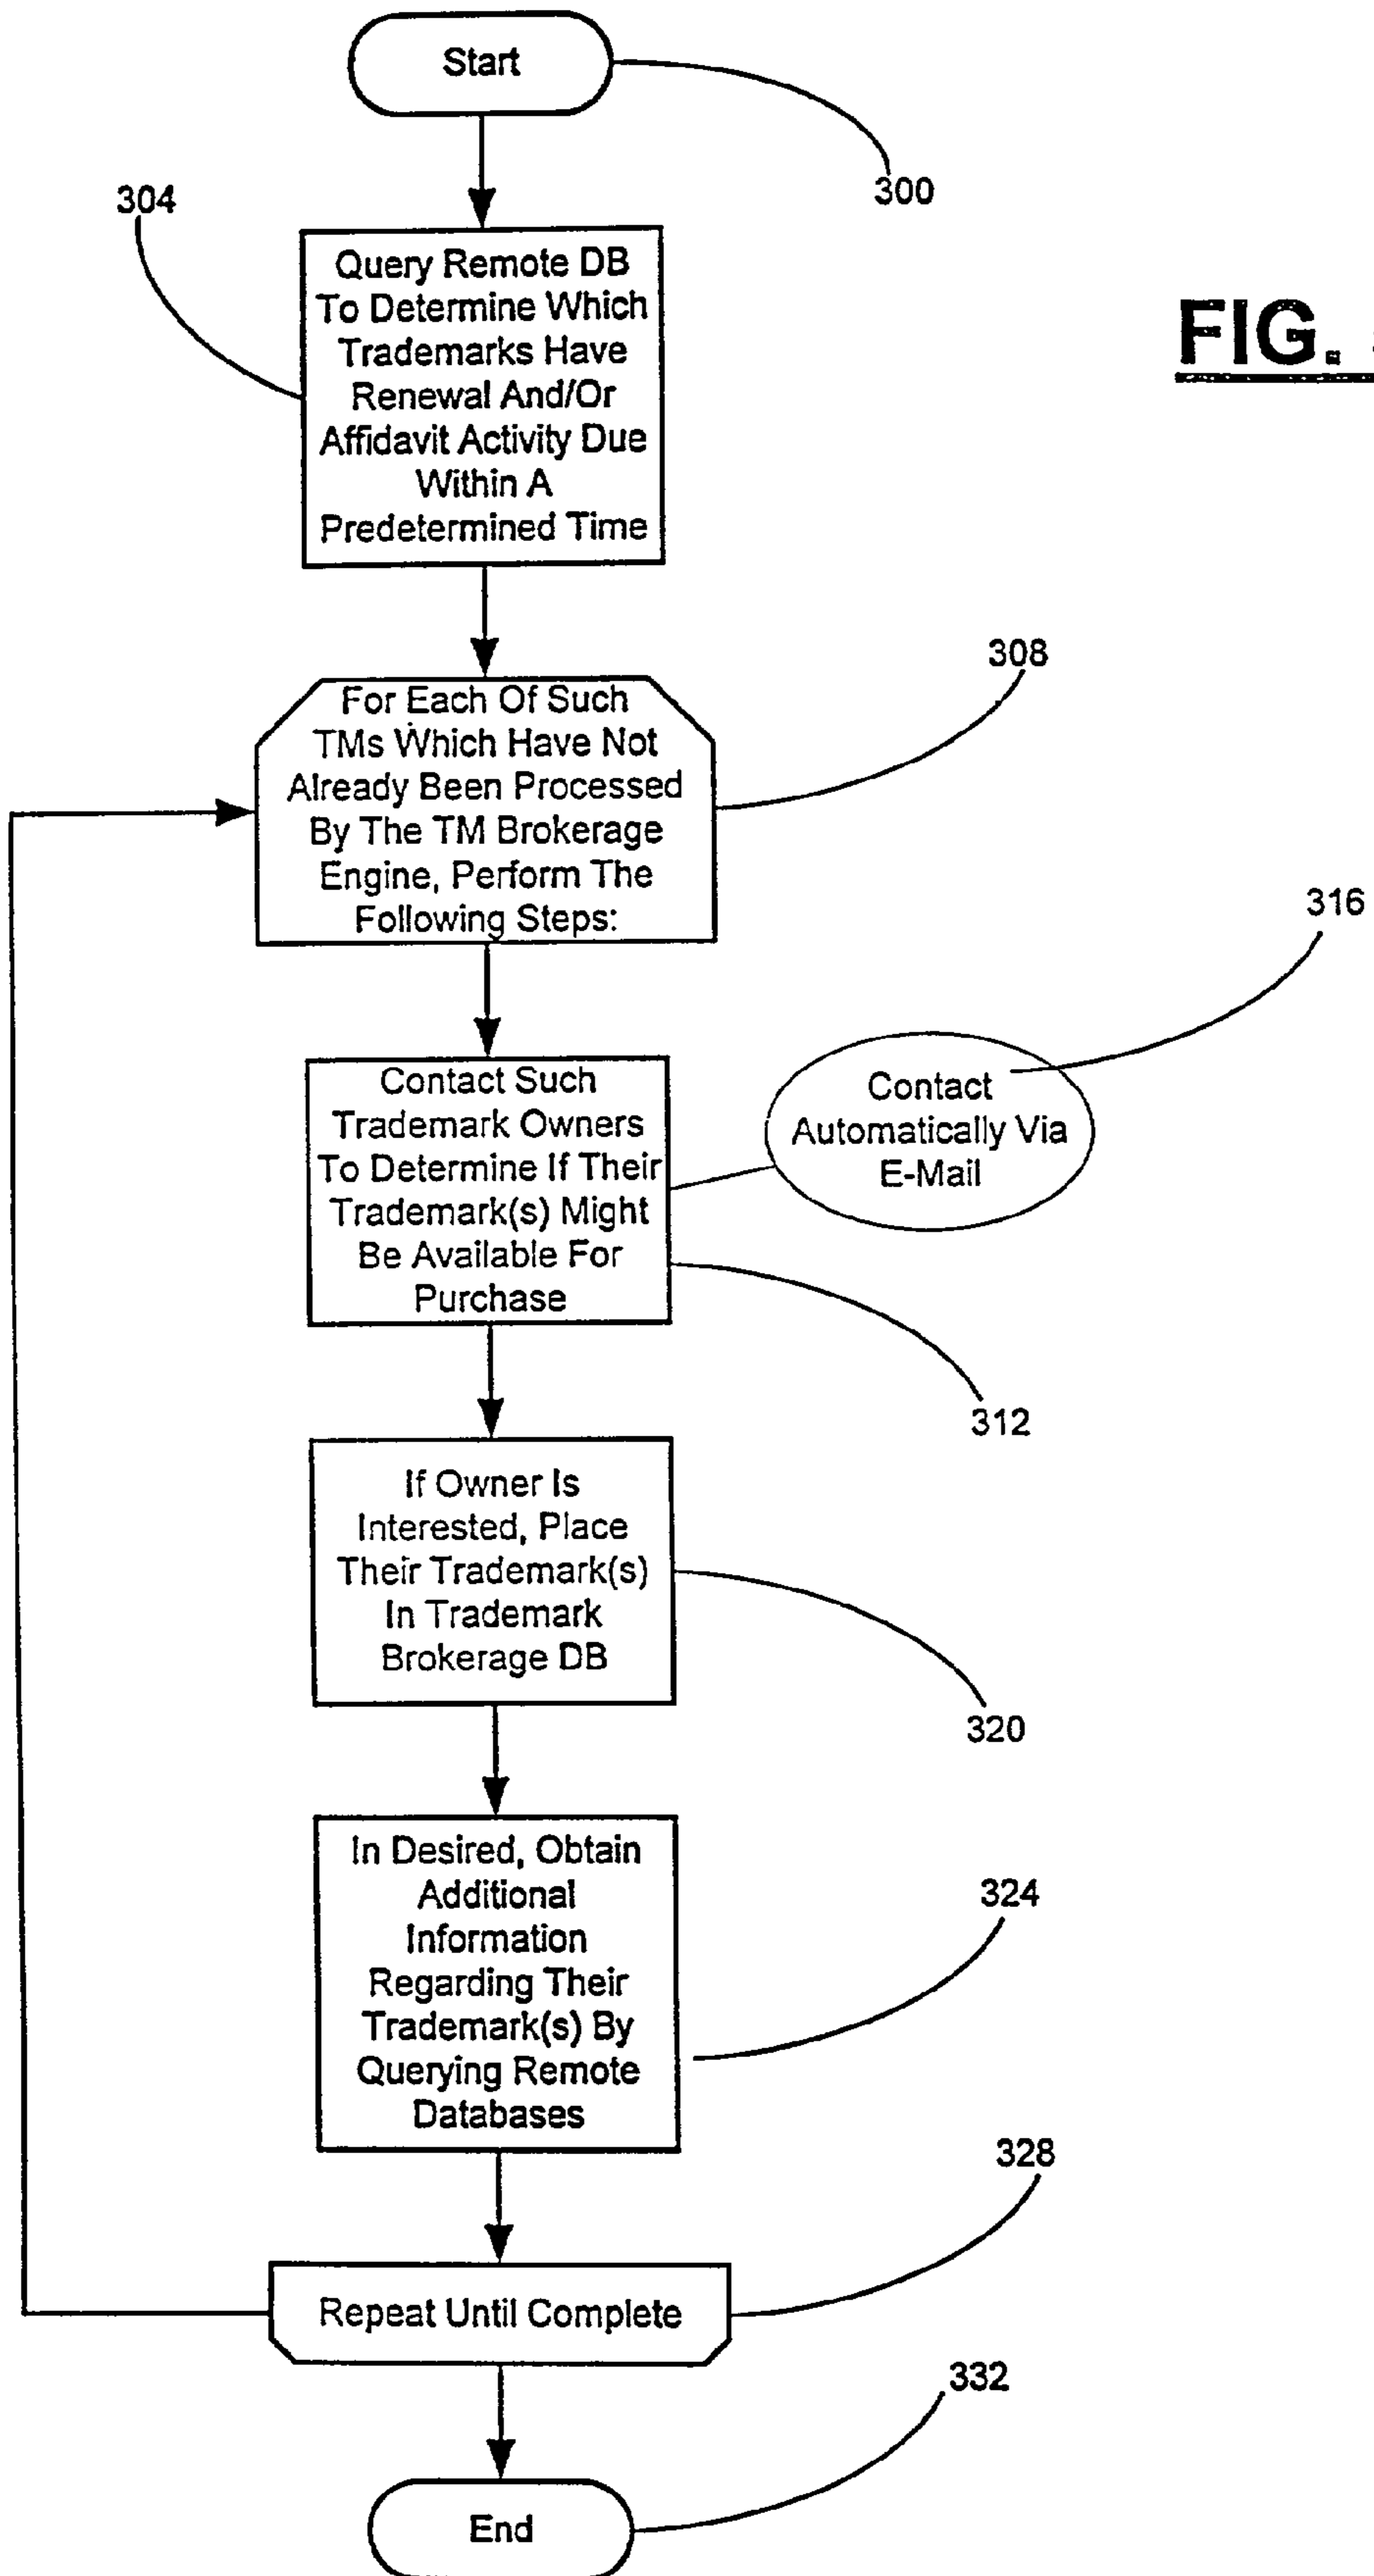 Start
300
304
Query Remote DB
To Determine Which
Trademarks Have
Renewal And/Or
Affidavit Activity Due
Within A
Predetermined Time
FIG.
308
For Each Of Such
TMs Which Have Not
Already Been Processed
By The TM Brokerage
Engine, Perform The
Following Steps:
316
Contact Such
Trademark Owners
To Determine If Their
Trademark(s) Might
Be Available For
Purchase
Contact
Automatically Via
E-Mail
312
If Owner Is
Interested, Place
Their Trademark(s)
In Trademark
Brokerage DB
320
In Desired, Obtain
Additional
Information
Regarding Their
Trademark(s) By
Querying Remote
Databases
324
328
Repeat Until Complete
332
End